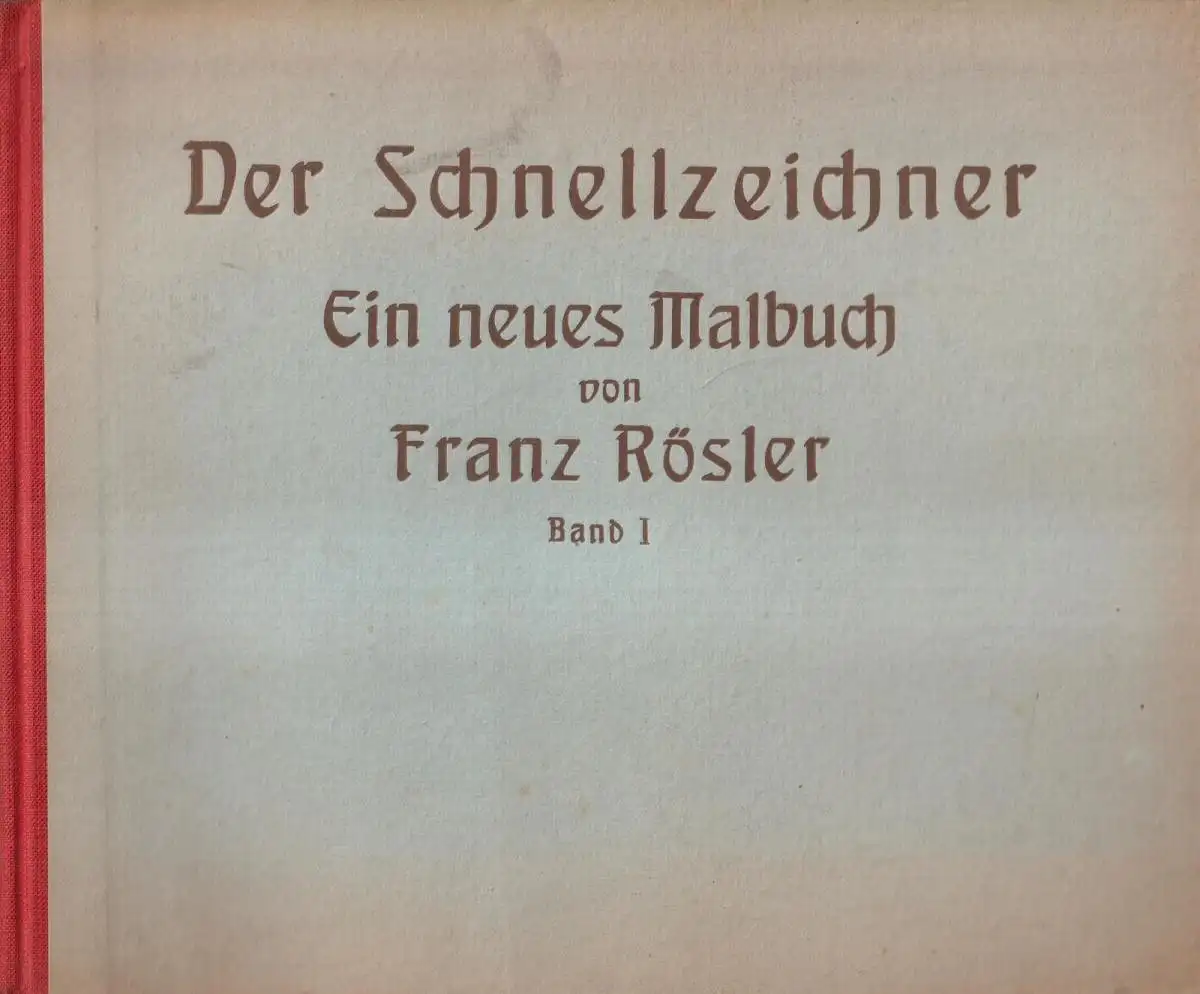 Der Schnellzeichner
Ein neues Malbuch
von
Franz Rösler
Band I